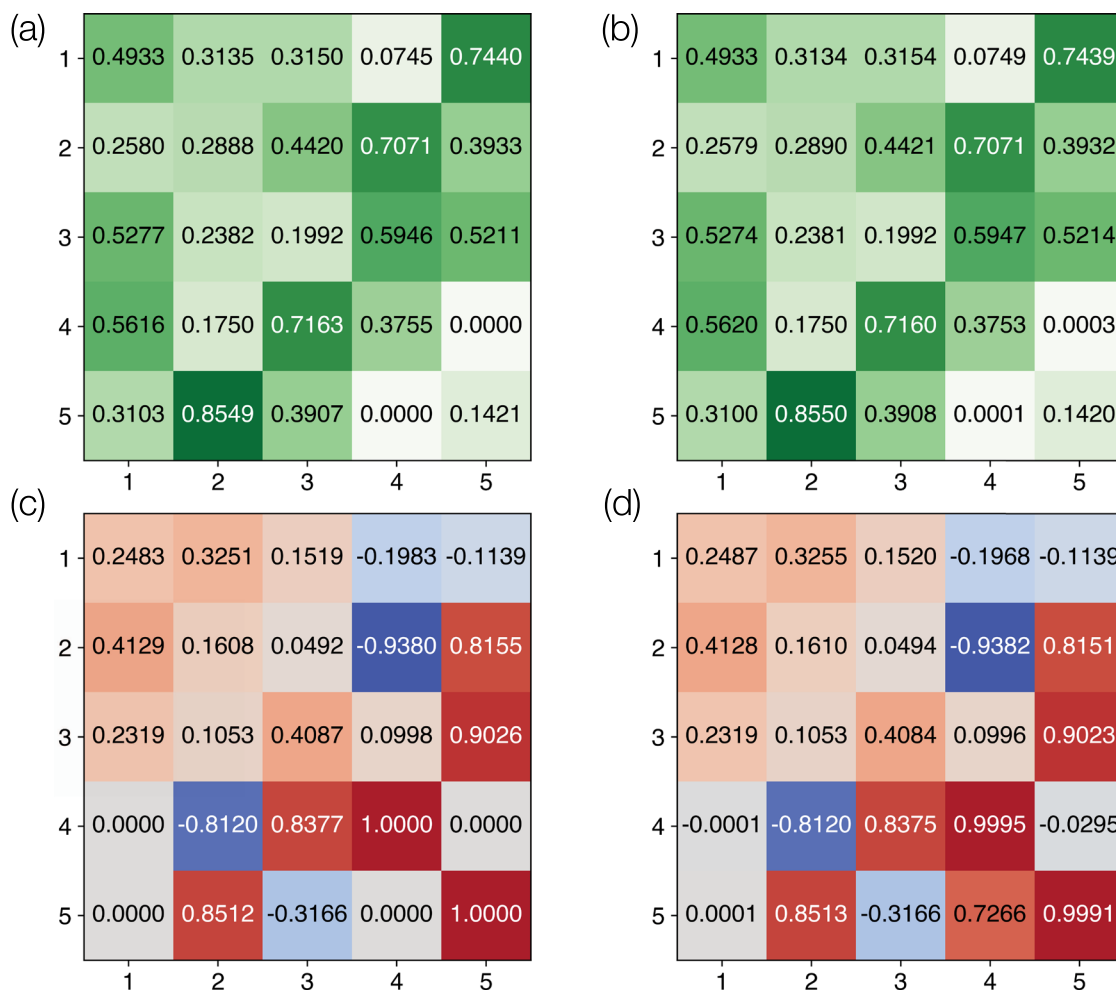 (a)
1 0.4933 0.3135 0.3150 0.0745 0.7440
2 0.2580 0.2888 0.4420 0.7071 0.3933
3 0.5277 0.2382 0.1992 0.5946 0.5211
4 0.5616 0.1750 0.7163 0.3755 0.0000
5 0.3103 0.8549 0.3907 0.0000 0.1421
1 2 3 4 5
(b)
1 0.4933 0.3134 0.3154 0.0749 0.7439
2 0.2579 0.2890 0.4421 0.7071 0.3932
3 0.5274 0.2381 0.1992 0.5947 0.5214
4 0.5620 0.1750 0.7160 0.3753 0.0003
5 0.3100 0.8550 0.3908 0.0001 0.1420
1 2 3 4 5
(c)
1 0.2483 0.3251 0.1519 -0.1983 -0.1139
2 0.4129 0.1608 0.0492 -0.9380 0.8155
3 0.2319 0.1053 0.4087 0.0998 0.9026
4 0.0000 -0.8120 0.8377 1.0000 0.0000
5 0.0000 0.8512 -0.3166 0.0000 1.0000
1 2 3 4 5
(d)
1 0.2487 0.3255 0.1520 -0.1968 -0.1139
2 0.4128 0.1610 0.0494 -0.9382 0.8151
3 0.2319 0.1053 0.4084 0.0996 0.9023
4 -0.0001 -0.8120 0.8375 0.9995 -0.0295
5 0.0001 0.8513 -0.3166 0.7266 0.9991
1 2 3 4 5